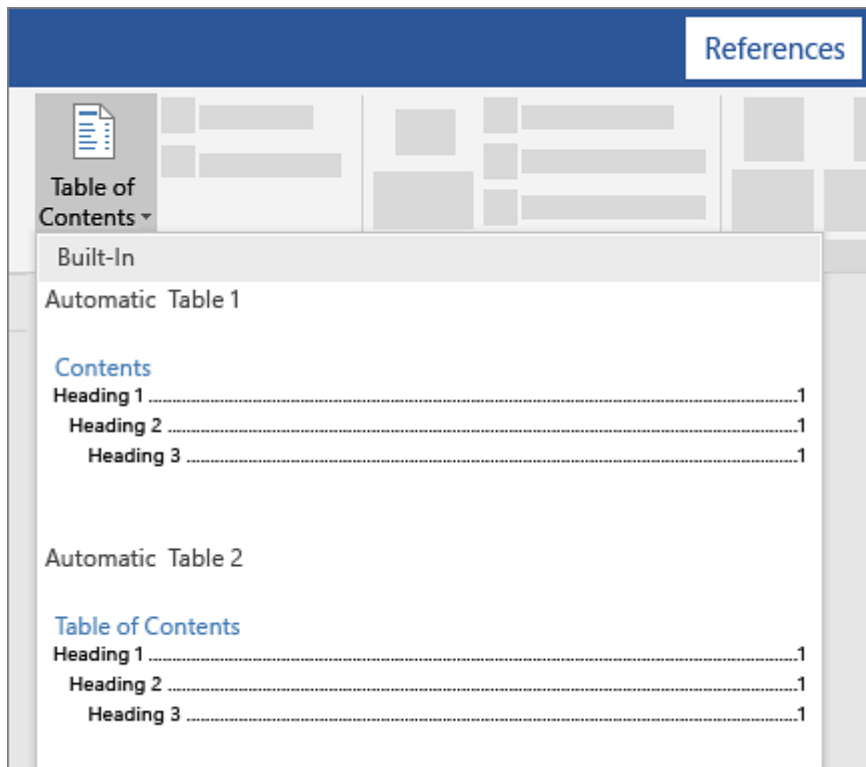 References
Table of
Contents
Built-In
Automatic Table 1
Contents
Heading 1 ........................................................................................................................1
Heading 2 ........................................................................................................................1
Heading 3 ........................................................................................................................1
Automatic Table 2
Table of Contents
Heading 1 ........................................................................................................................1
Heading 2 ........................................................................................................................1
Heading 3 ........................................................................................................................1